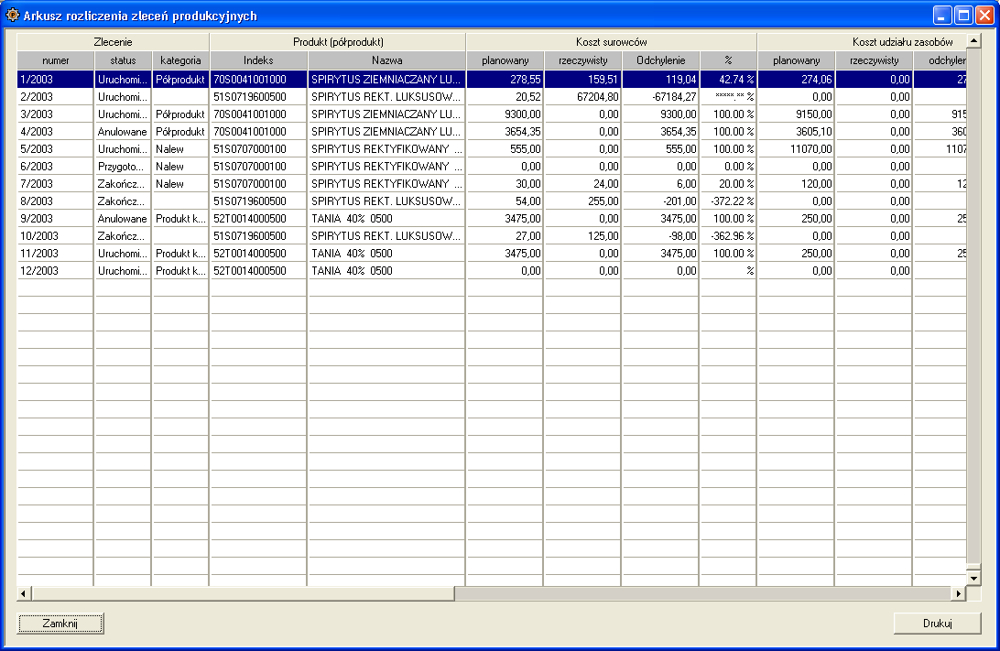 Arkusz rozliczenia zleceń produkcyjnych
Zlecenie Produkt (półprodukt) Koszt surowców Koszt udziału zasobów
numer status kategoria Indeks Nazwa planowany rzeczywisty Odchylenie % planowany rzeczywisty odchyler
1/2003 Uruchomi... Półprodukt 70S0041001000 SPIRYTUS ZIEMNIACZANY LU... 278,55 159,51 119,04 42.74 % 274,06 0,00 27
2/2003 Uruchomi... 51S0719600500 SPIRYTUS REKT. LUKSUSOW... 20,52 67204,80 -67184,27 *****.** % 0,00 0,00
3/2003 Uruchomi... Półprodukt 70S0041001000 SPIRYTUS ZIEMNIACZANY LU... 9300,00 0,00 9300,00 100.00 % 9150,00 0,00 915
4/2003 Anulowane Półprodukt 70S0041001000 SPIRYTUS ZIEMNIACZANY LU... 3654,35 0,00 3654,35 100.00 % 3605,10 0,00 360
5/2003 Uruchomi... Nalew 51S0707000100 SPIRYTUS REKTYFIKOWANY ... 555,00 0,00 555,00 100.00 % 11070,00 0,00 1107
6/2003 Przygoto... Nalew 51S0707000100 SPIRYTUS REKTYFIKOWANY ... 0,00 0,00 0,00 0.00 % 0,00 0,00
7/2003 Zakończ... Nalew 51S0707000100 SPIRYTUS REKTYFIKOWANY ... 30,00 24,00 6,00 20.00 % 120,00 0,00 12
8/2003 Zakończ... 51S0719600500 SPIRYTUS REKT. LUKSUSOW... 54,00 255,00 -201,00 -372.22 % 0,00 0,00
9/2003 Anulowane Produkt k... 52T0014000500 TANIA 40% 0500 3475,00 0,00 3475,00 100.00 % 250,00 0,00 25
10/2003 Zakończ... 51S0719600500 SPIRYTUS REKT. LUKSUSOW... 27,00 125,00 -98,00 -362.96 % 0,00 0,00
11/2003 Uruchomi... Produkt k... 52T0014000500 TANIA 40% 0500 3475,00 0,00 3475,00 100.00 % 250,00 0,00 25
12/2003 Uruchomi... Produkt k... 52T0014000500 TANIA 40% 0500 0,00 0,00 0,00 % 0,00 0,00
Zamknij Drukuj